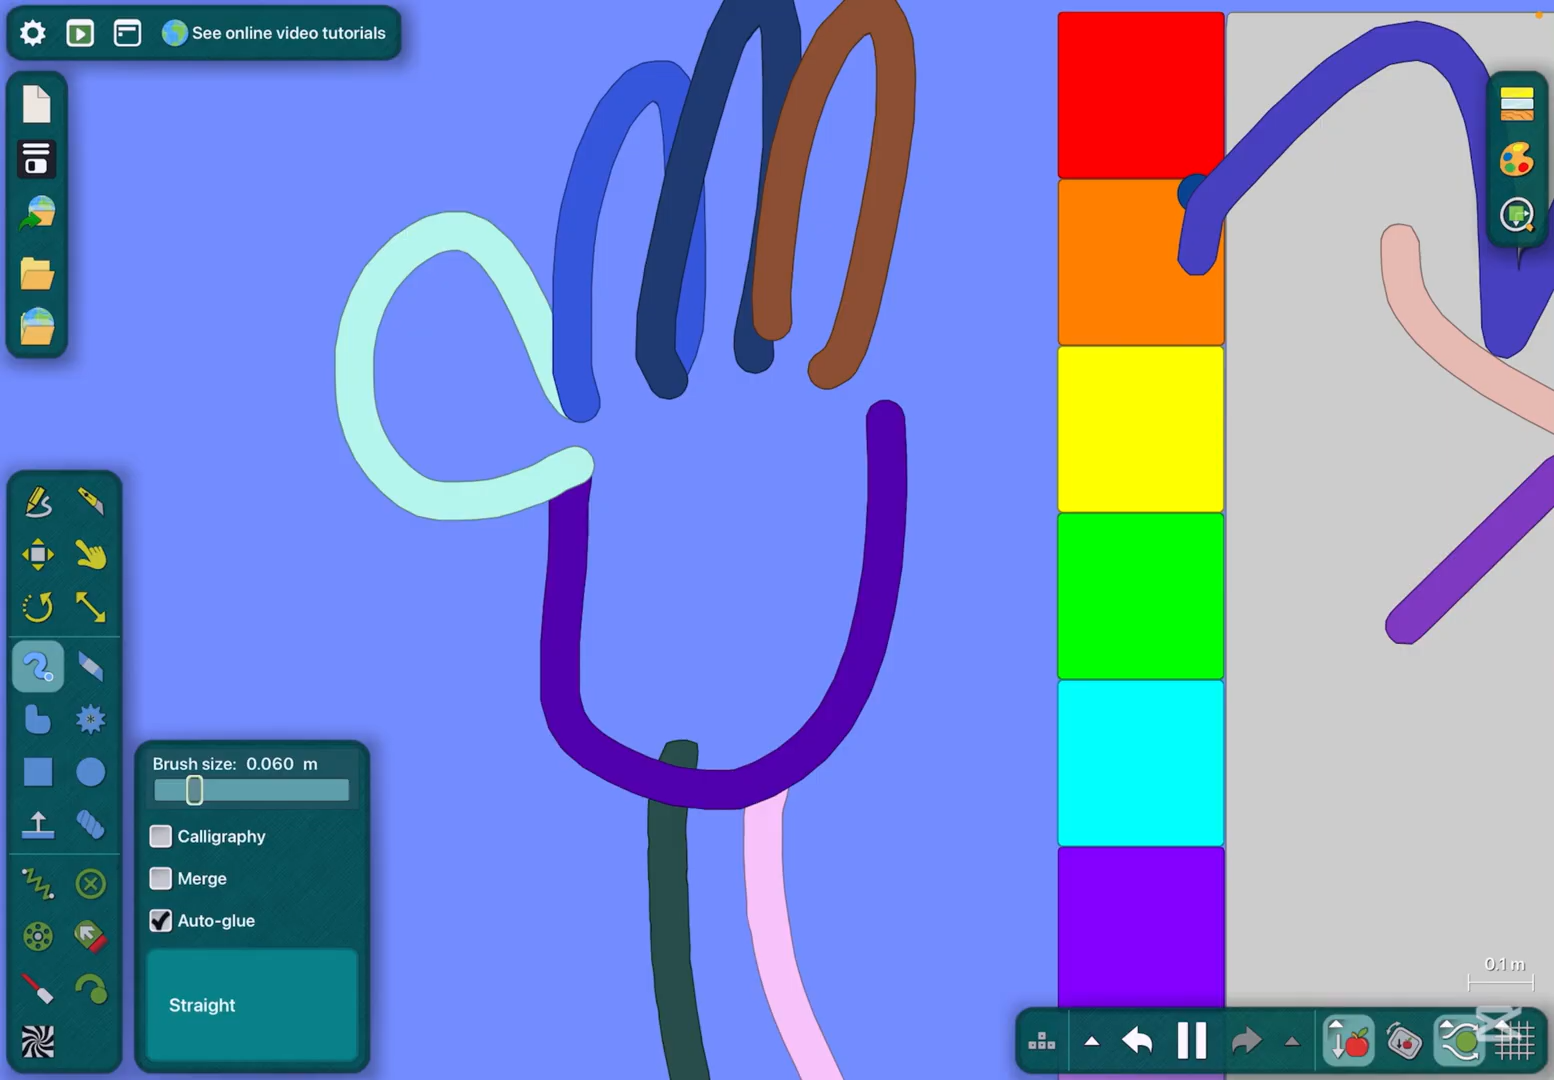 See online video tutorials
Brush size: 0.060 m
Calligraphy
Merge
Auto-glue
Straight
0.1 m